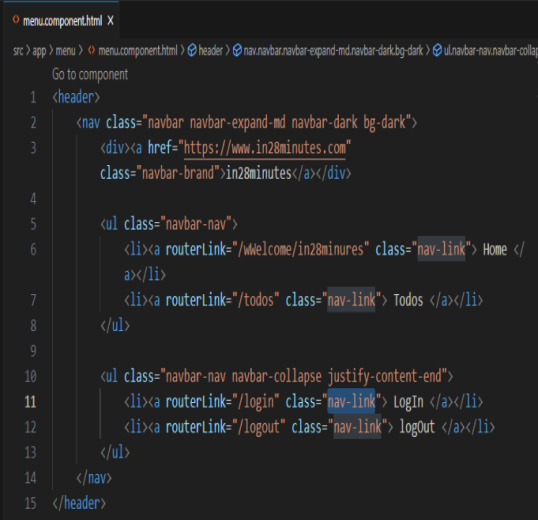 menu.component.html X
src > app > menu > menu.component.html > header > nav.navbar.navbar-expand-md.navbar-dark.bg-dark > ul.navbar-nav.navbar-collap
Go to component
1 <header>
2 <nav class="navbar navbar-expand-md navbar-dark bg-dark">
3 <div><a href="https://www.in28minutes.com"
class="navbar-brand">in28minutes</a></div>
4
5 <ul class="navbar-nav">
6 <li><a routerLink="/wWelcome/in28minures" class="nav-link"> Home </
a></li>
7 <li><a routerLink="/todos" class="nav-link"> Todos </a></li>
8 </ul>
9
10 <ul class="navbar-nav navbar-collapse justify-content-end">
11 <li><a routerLink="/login" class="nav-link"> LogIn </a></li>
12 <li><a routerLink="/logout" class="nav-link"> logOut </a></li>
13 </ul>
14 </nav>
15 </header>